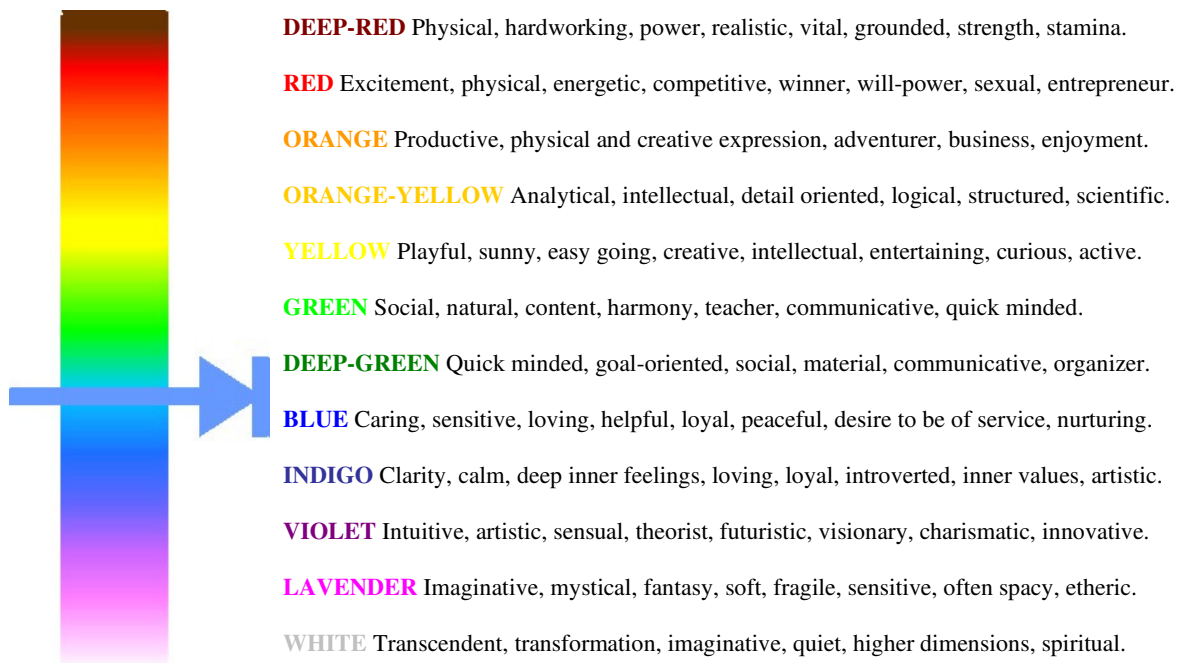 DEEP-RED Physical, hardworking, power, realistic, vital, grounded, strength, stamina.
RED Excitement, physical, energetic, competitive, winner, will-power, sexual, entrepreneur.
ORANGE Productive, physical and creative expression, adventurer, business, enjoyment.
ORANGE-YELLOW Analytical, intellectual, detail oriented, logical, structured, scientific.
YELLOW Playful, sunny, easy going, creative, intellectual, entertaining, curious, active.
GREEN Social, natural, content, harmony, teacher, communicative, quick minded.
DEEP-GREEN Quick minded, goal-oriented, social, material, communicative, organizer.
BLUE Caring, sensitive, loving, helpful, loyal, peaceful, desire to be of service, nurturing.
INDIGO Clarity, calm, deep inner feelings, loving, loyal, introverted, inner values, artistic.
VIOLET Intuitive, artistic, sensual, theorist, futuristic, visionary, charismatic, innovative.
LAVENDER Imaginative, mystical, fantasy, soft, fragile, sensitive, often spacy, etheric.
WHITE Transcendent, transformation, imaginative, quiet, higher dimensions, spiritual.